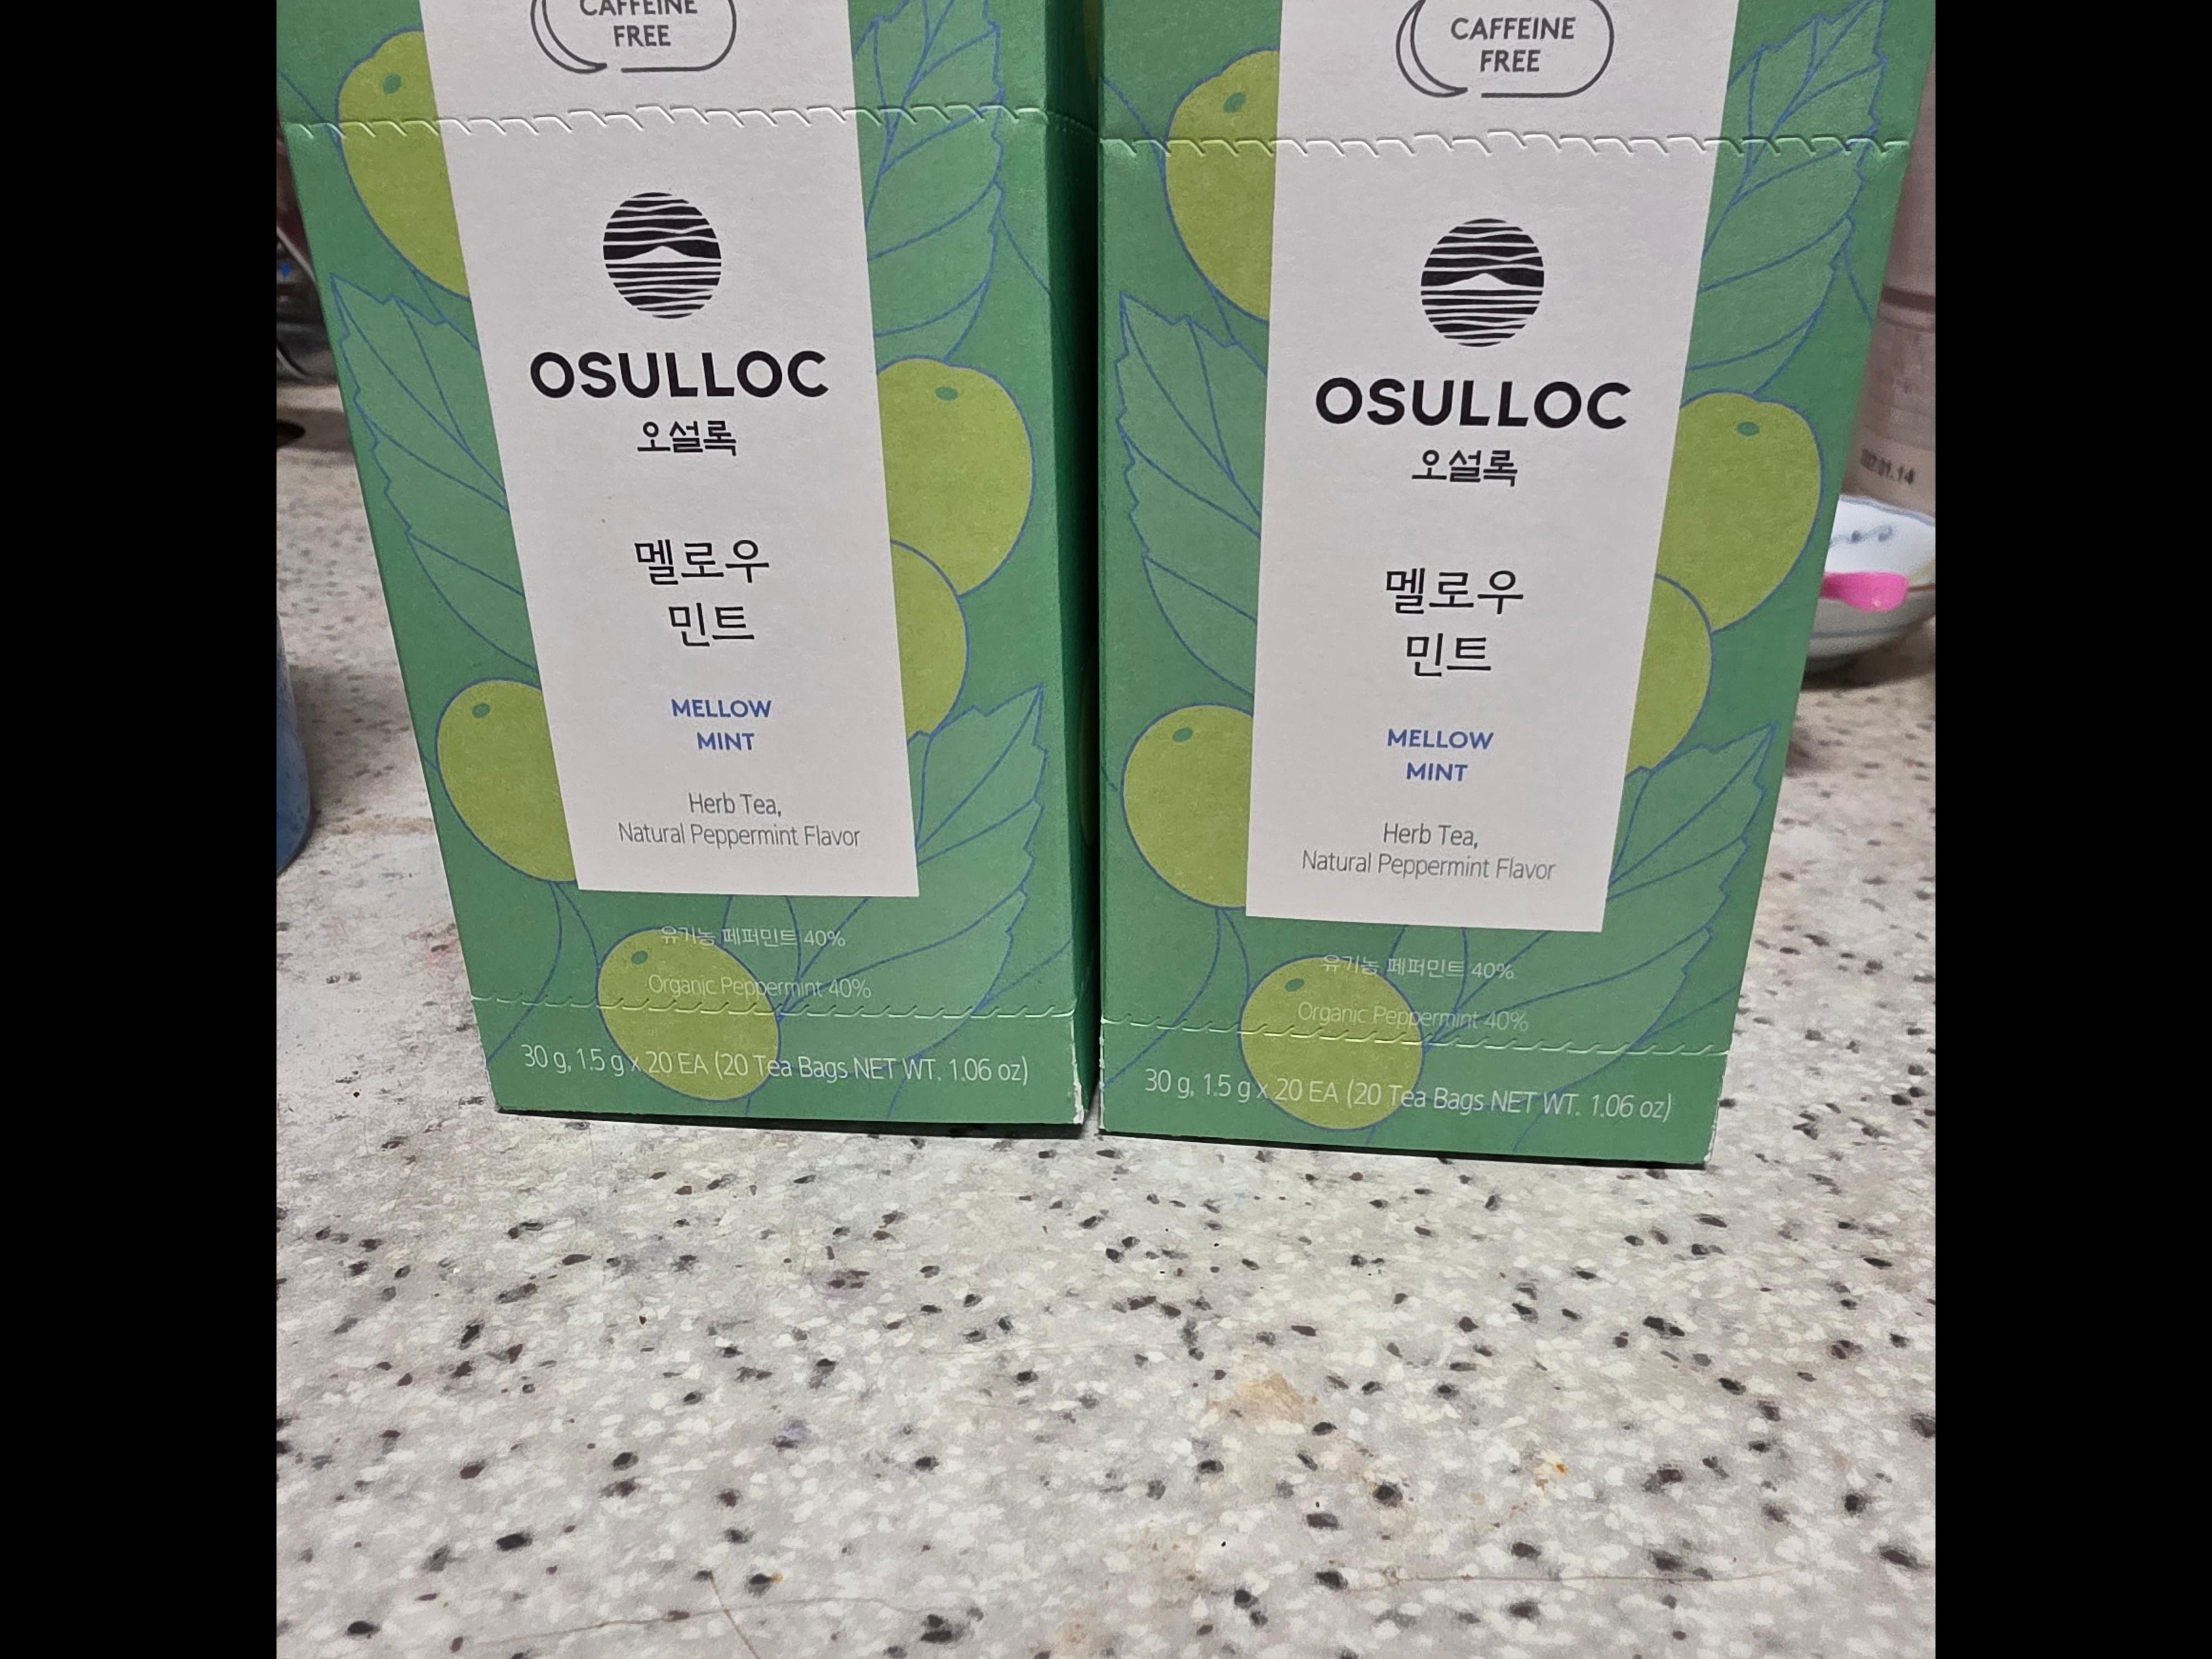 CAFFEINE
FREE
OSULLOC
오설록
멜로우
민트
MELLOW
MINT
Herb Tea,
Natural Peppermint Flavor
유기농 페퍼민트 40%
Organic Peppermint 40%
30 g, 1.5 g x 20 EA (20 Tea Bags NET WT. 1.06 oz)
CAFFEINE
FREE
OSULLOC
오설록
멜로우
민트
MELLOW
MINT
Herb Tea,
Natural Peppermint Flavor
유기농 페퍼민트 40%
Organic Peppermint 40%
30 g, 1.5 g x 20 EA (20 Tea Bags NET WT. 1.06 oz)